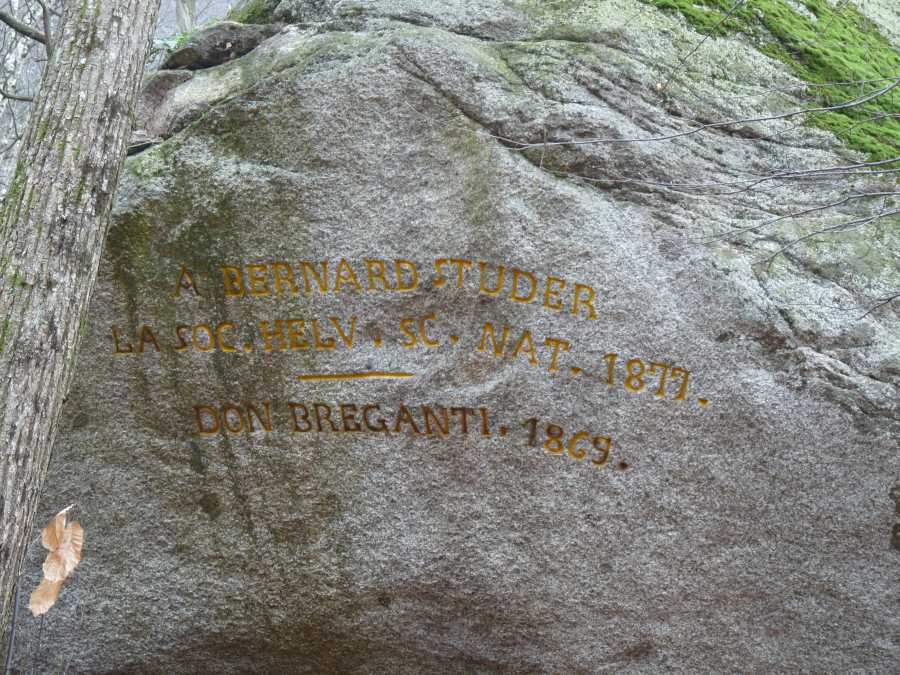 A BERNARD STUDER
LA SOC. HELV. SC. NAT. 1877.
DON BREGANTI. 1869.